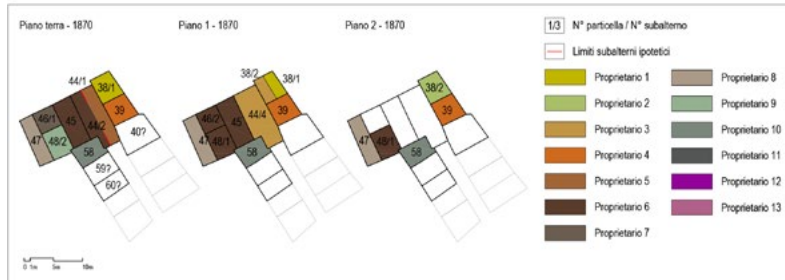 Piano terra - 1870
Piano 1 - 1870
Piano 2 - 1870
1/3 N° particella / N° subalterno
Limiti subalterni ipotetici
44/1
38/1
39
46/1
45
44/2
40?
47
48/2
58
59?
60?
38/2
38/1
39
46/2
45
44/4
47
48/1
58
38/2
39
47
48/1
58
Proprietario 1
Proprietario 2
Proprietario 3
Proprietario 4
Proprietario 5
Proprietario 6
Proprietario 7
Proprietario 8
Proprietario 9
Proprietario 10
Proprietario 11
Proprietario 12
Proprietario 13
0 1m 5m 10m